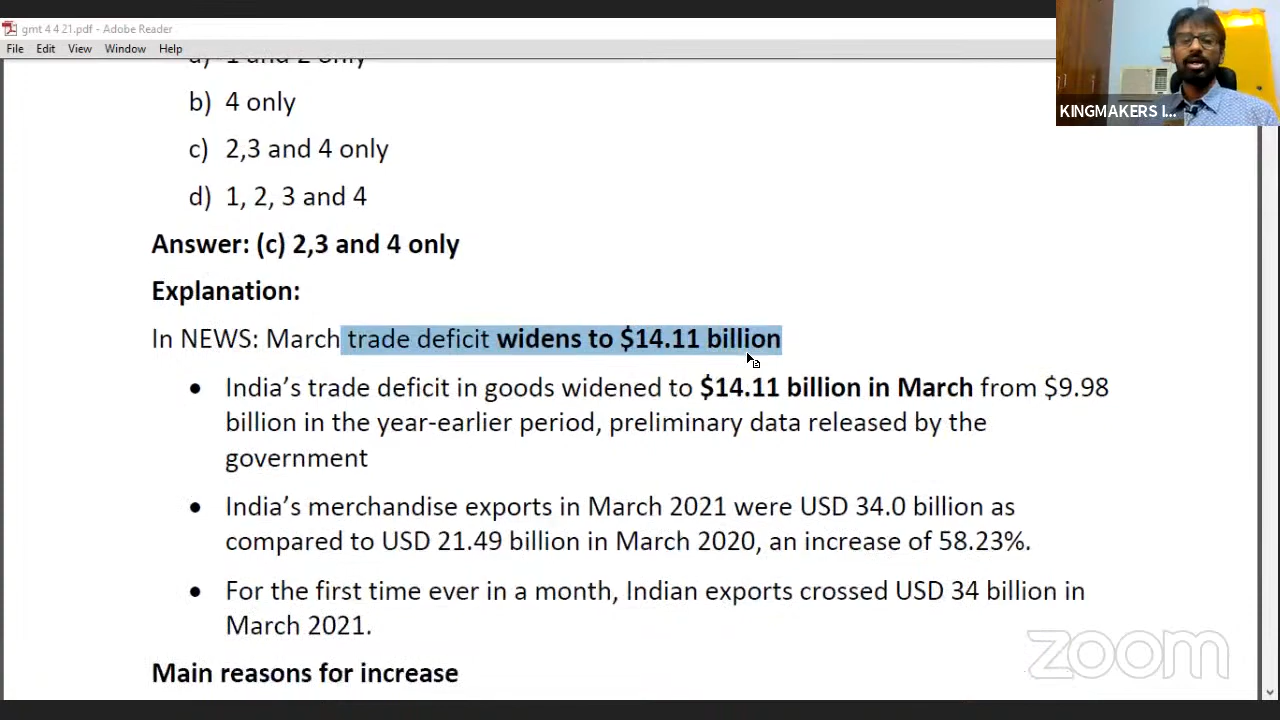 gmt 4 4 21.pdf - Adobe Reader
File Edit View Window Help
a) 1 and 2 only
b) 4 only
c) 2,3 and 4 only
d) 1, 2, 3 and 4
Answer: (c) 2,3 and 4 only
Explanation:
In NEWS: March trade deficit widens to $14.11 billion
• India's trade deficit in goods widened to $14.11 billion in March from $9.98
billion in the year-earlier period, preliminary data released by the
government
• India's merchandise exports in March 2021 were USD 34.0 billion as
compared to USD 21.49 billion in March 2020, an increase of 58.23%.
• For the first time ever in a month, Indian exports crossed USD 34 billion in
March 2021.
Main reasons for increase
KINGMAKERS I...
zoom